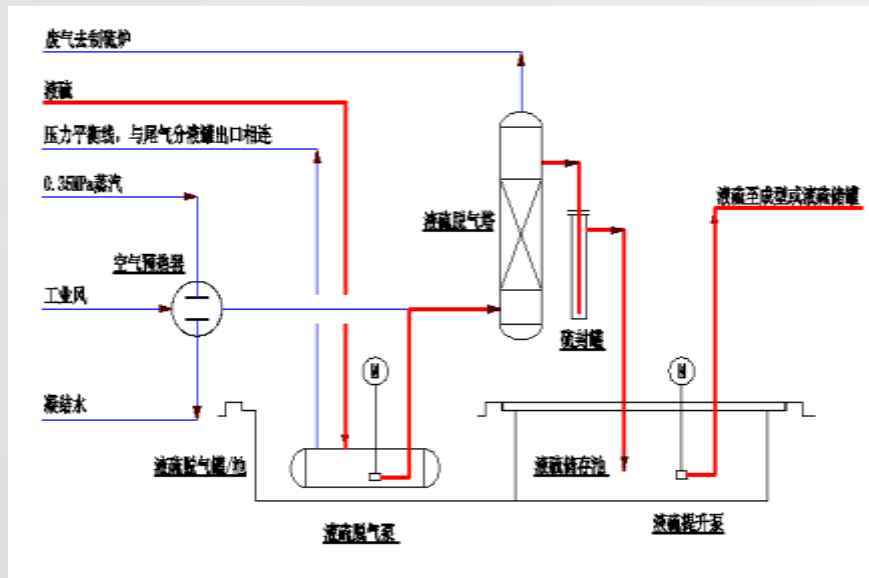 废气去制硫炉
液硫
压力平衡线，与尾气分液罐出口相连
0.35MPa蒸汽
液硫至成型或液硫储罐
液硫脱气塔
空气预热器
工业风
硫封罐
M
M
凝结水
液硫脱气罐/池
液硫储存池
液硫脱气泵
液硫提升泵